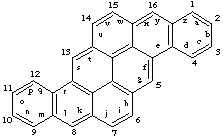 15 16 1
14 v w x y z a 2
u b
c 3
13 t e d 4
s f
12 g 5
11 p q r
o h
n m l k j i
10 9 8 7 6